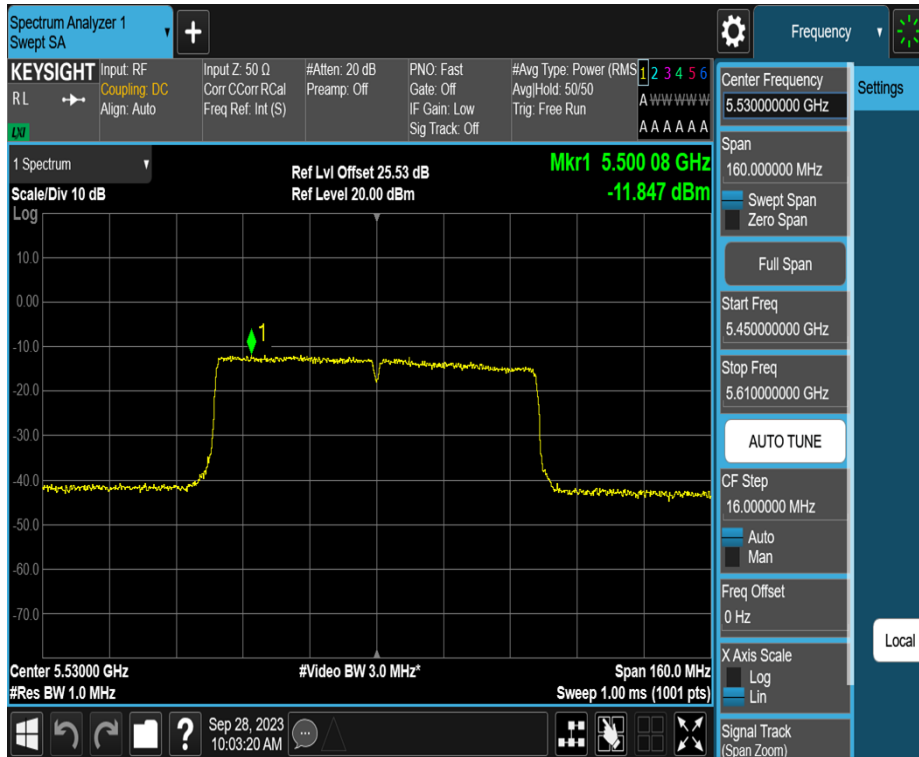 Spectrum Analyzer 1
Swept SA
+
Frequency
KEYSIGHT
R L
LXI
Input: RF
Coupling: DC
Align: Auto
Input Z: 50 Ω
Corr CCorr RCal
Freq Ref: Int (S)
#Atten: 20 dB
Preamp: Off
PNO: Fast
Gate: Off
IF Gain: Low
Sig Track: Off
#Avg Type: Power (RMS
Avg|Hold: 50/50
Trig: Free Run
1 2 3 4 5 6
A W W W W W
A A A A A A
1 Spectrum
Scale/Div 10 dB
Log
Ref Lvl Offset 25.53 dB
Ref Level 20.00 dBm
Mkr1 5.500 08 GHz
-11.847 dBm
10.0
0.00
-10.0
-20.0
-30.0
-40.0
-50.0
-60.0
-70.0
1
Center 5.53000 GHz
#Res BW 1.0 MHz
#Video BW 3.0 MHz*
Span 160.0 MHz
Sweep 1.00 ms (1001 pts)
?
Sep 28, 2023
10:03:20 AM
Center Frequency
5.530000000 GHz
Span
160.000000 MHz
Swept Span
Zero Span
Full Span
Start Freq
5.450000000 GHz
Stop Freq
5.610000000 GHz
AUTO TUNE
CF Step
16.000000 MHz
Auto
Man
Freq Offset
0 Hz
X Axis Scale
Log
Lin
Signal Track
(Span Zoom)
Settings
Local